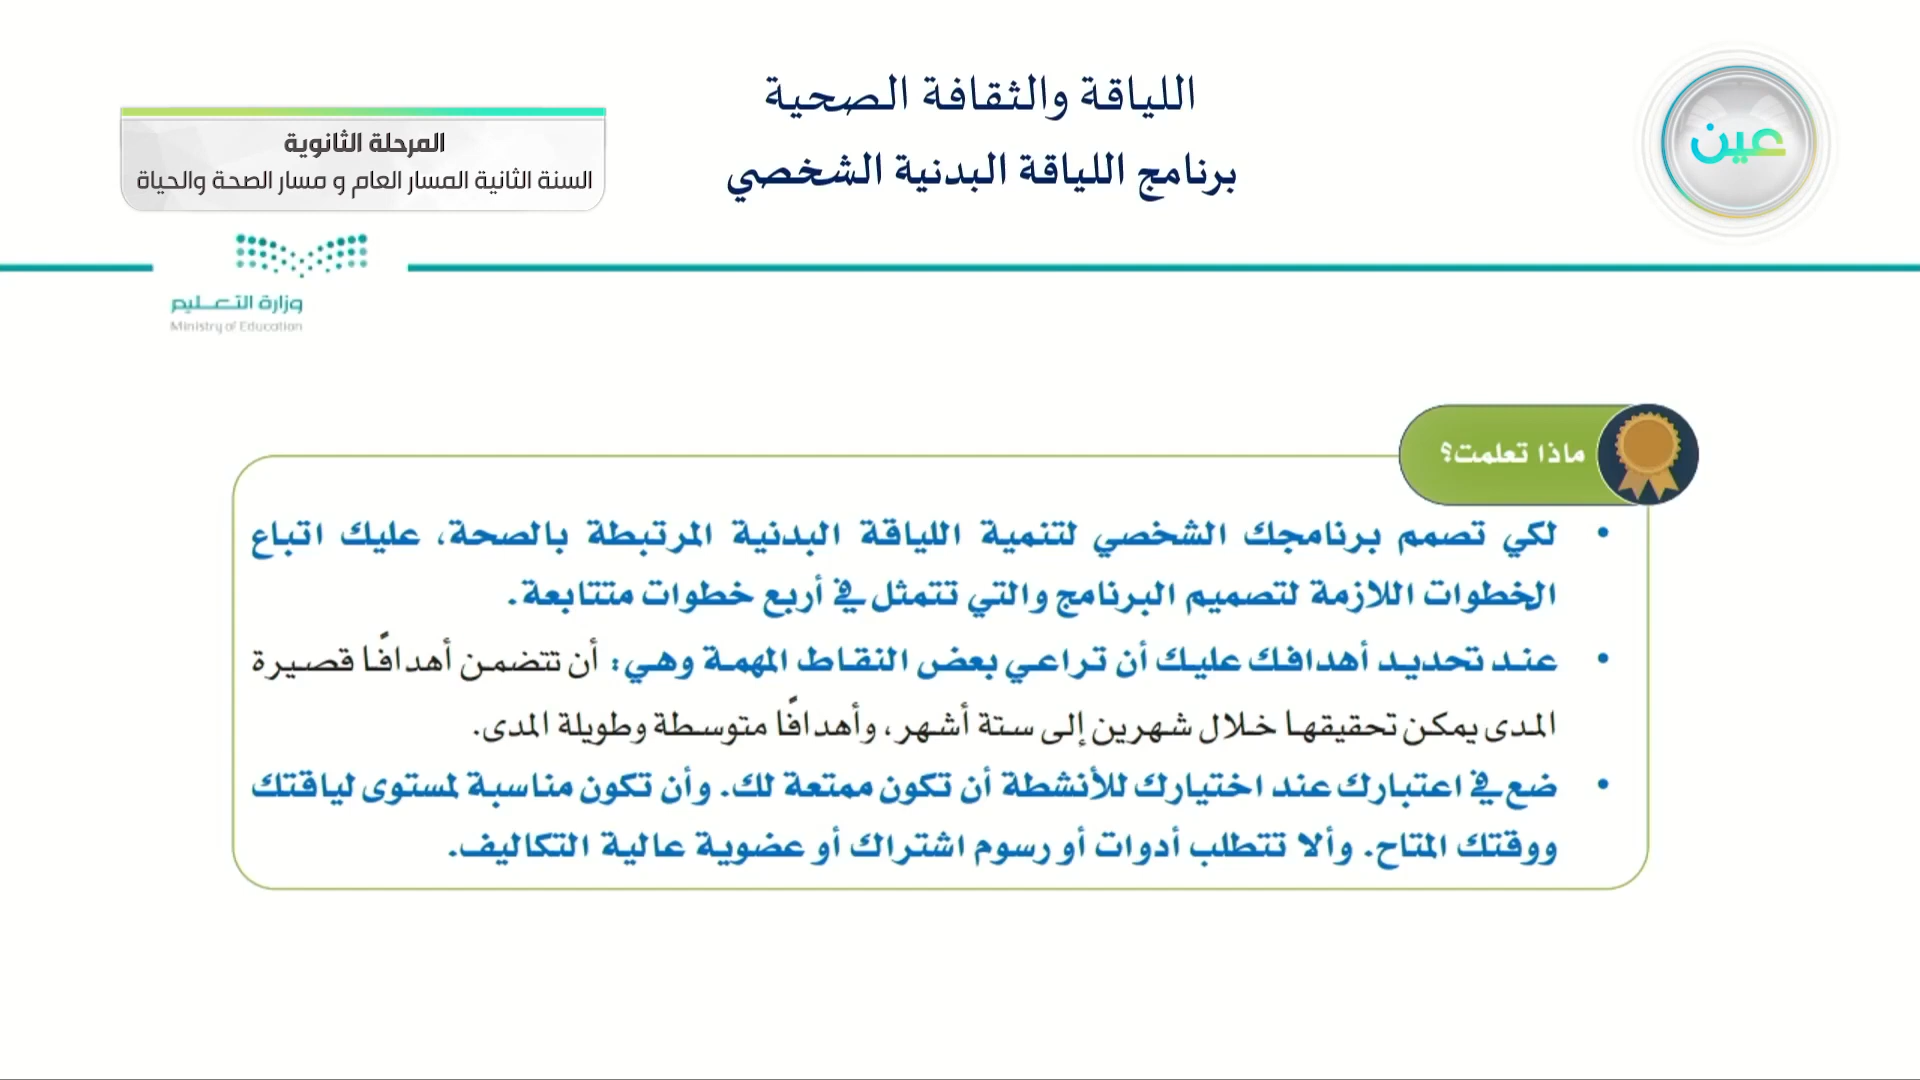 اللياقة والثقافة الصحية
برنامج اللياقة البدنية الشخصي
عين
المرحلة الثانوية
السنة الثانية المسار العام و مسار الصحة والحياة
وزارة التعليم
Ministry of Education
ماذا تعلمت؟
• لكي تصمم برنامجك الشخصي لتنمية اللياقة البدنية المرتبطة بالصحة، عليك اتباع
الخطوات اللازمة لتصميم البرنامج والتي تتمثل في أربع خطوات متتابعة.
• عند تحديد أهدافك عليك أن تراعي بعض النقاط المهمة وهي: أن تتضمن أهدافًا قصيرة
المدى يمكن تحقيقها خلال شهرين إلى ستة أشهر، وأهدافًا متوسطة وطويلة المدى.
• ضع في اعتبارك عند اختيارك للأنشطة أن تكون ممتعة لك. وأن تكون مناسبة لمستوى لياقتك
ووقتك المتاح. وألا تتطلب أدوات أو رسوم اشتراك أو عضوية عالية التكاليف.